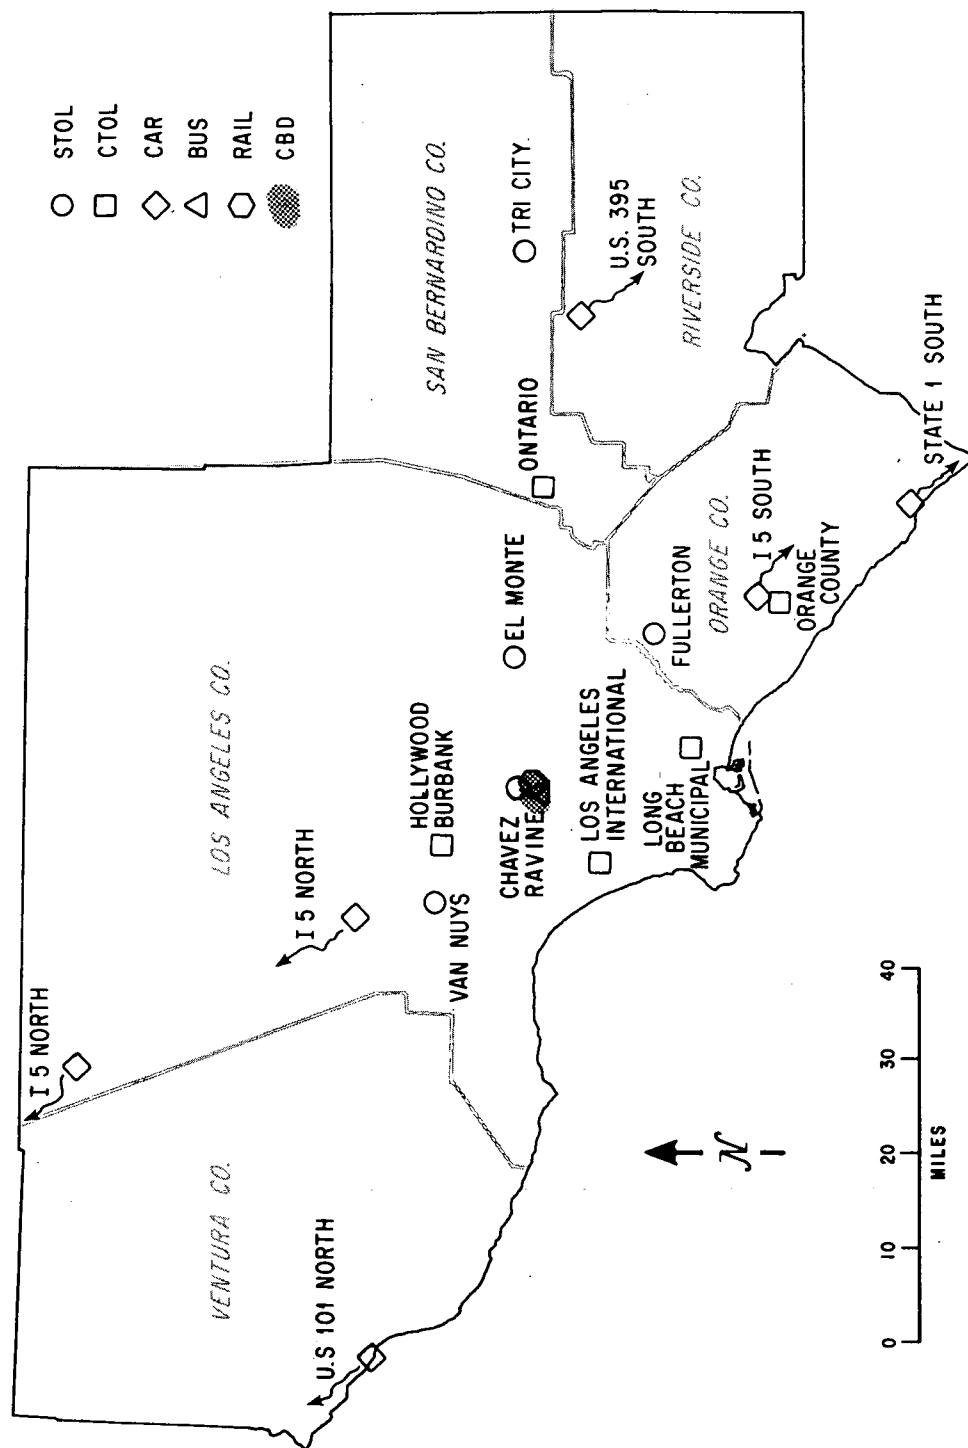 STOL
CTOL
CAR
BUS
RAIL
CBD
I 5 NORTH
I 5 NORTH
VENTURA CO.
LOS ANGELES CO.
SAN BERNARDINO CO.
U.S 101 NORTH
HOLLYWOOD
BURBANK
VAN NUYS
CHAVEZ
RAVINE
EL MONTE
ONTARIO
TRI CITY.
U.S. 395
SOUTH
RIVERSIDE CO.
LOS ANGELES
INTERNATIONAL
LONG
BEACH
MUNICIPAL
FULLERTON
ORANGE CO.
I 5 SOUTH
ORANGE
COUNTY
STATE 1 SOUTH
N
0 10 20 30 40
MILES